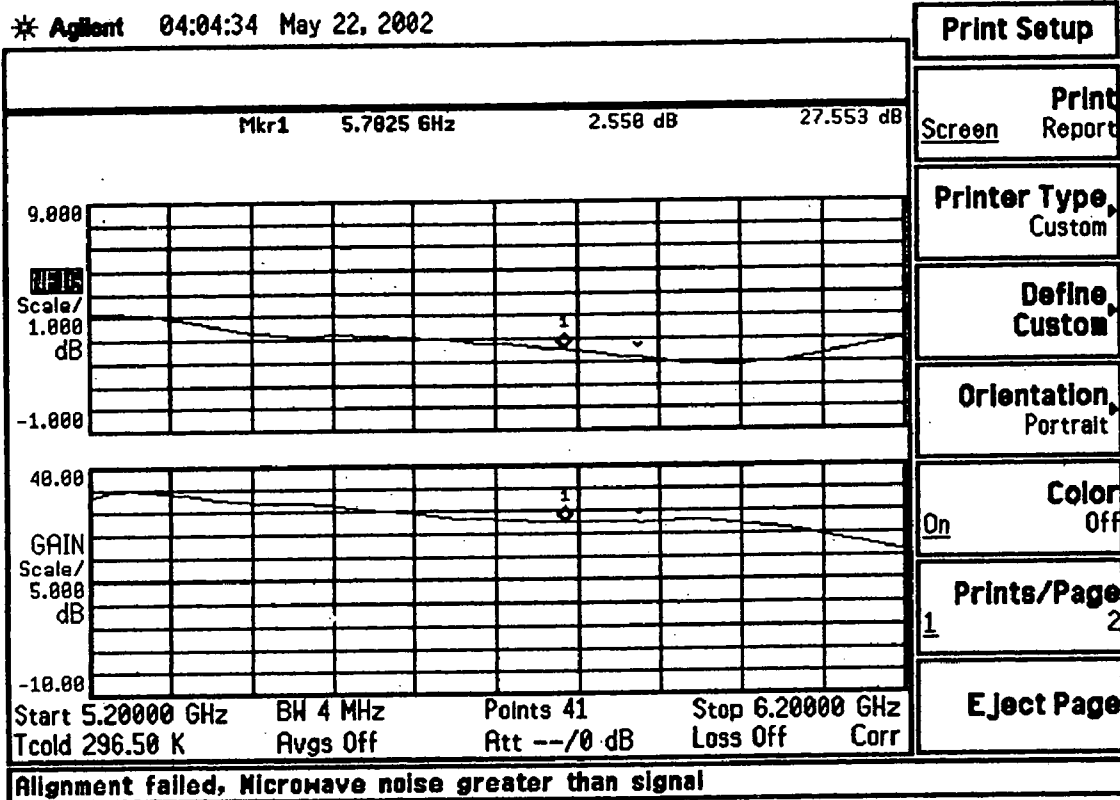 Agilent 04:04:34 May 22, 2002
Mkr1 5.7825 GHz 2.550 dB 27.553 dB
9.000
Scale/
1.000
dB
-1.000
1
40.00
GAIN
Scale/
5.000
dB
-10.00
1
Start 5.20000 GHz BW 4 MHz Points 41 Stop 6.20000 GHz
Tcold 296.50 K Avgs Off Att --/0 dB Loss Off Corr
Alignment failed, Microwave noise greater than signal
Print Setup
Print
Screen Report
Printer Type
Custom
Define
Custom
Orientation
Portrait
Color
On Off
Prints/Page
1 2
Eject Page